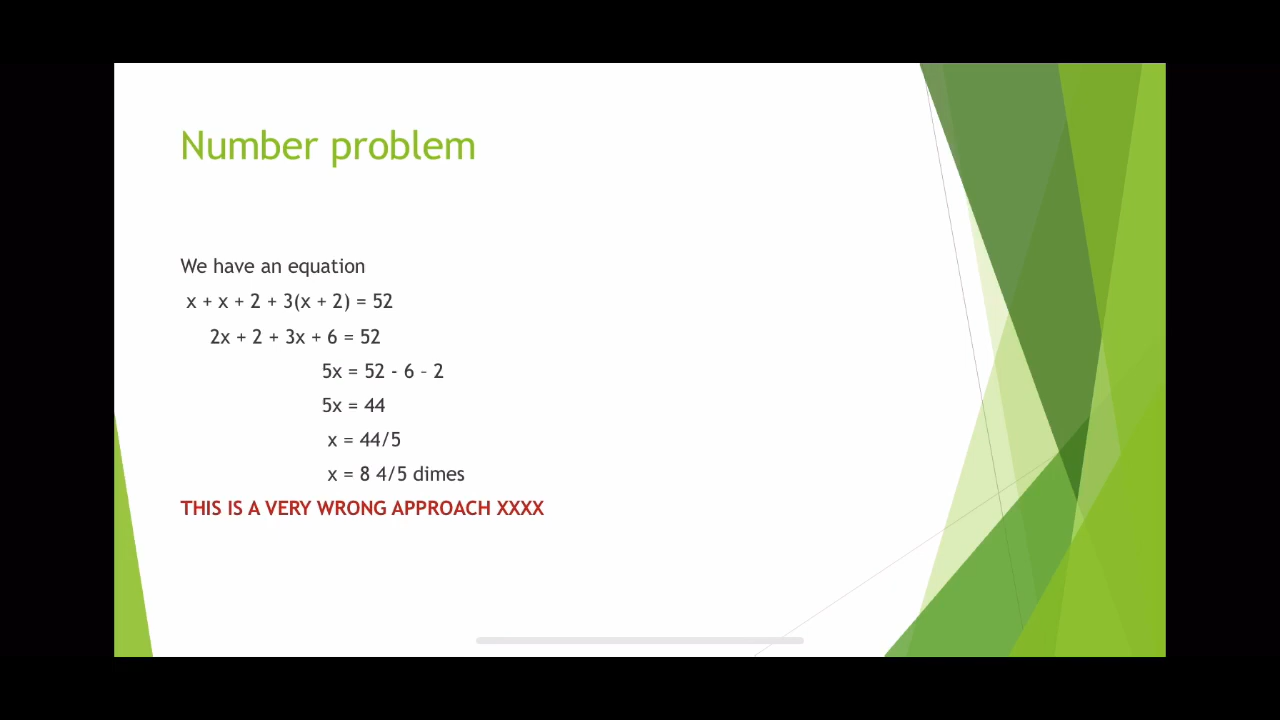 Number problem
We have an equation
x + x + 2 + 3(x + 2) = 52
2x + 2 + 3x + 6 = 52
5x = 52 - 6 – 2
5x = 44
x = 44/5
x = 8 4/5 dimes
THIS IS A VERY WRONG APPROACH XXXX